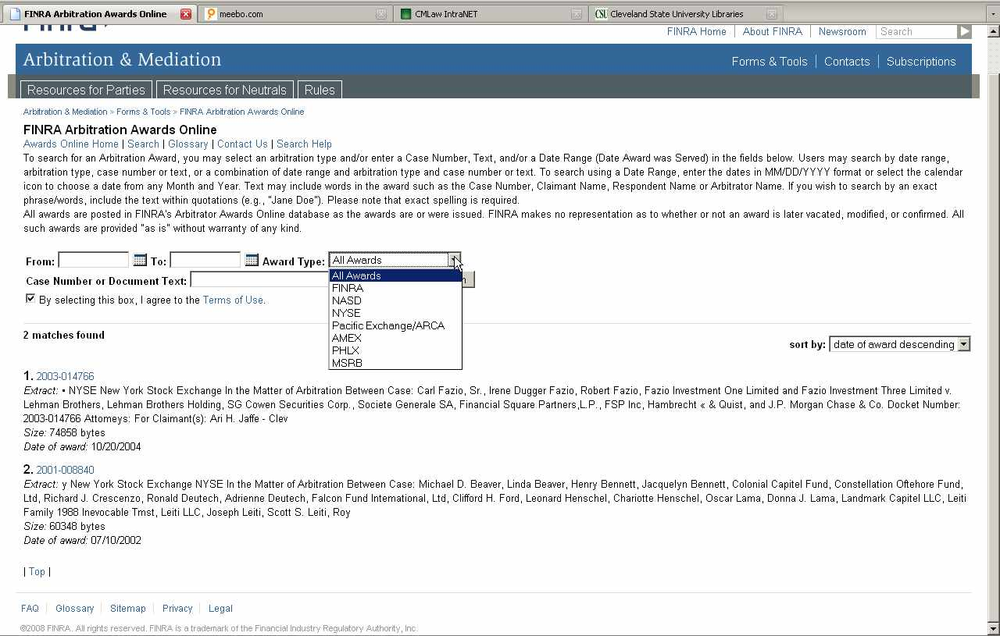 FINRA Arbitration Awards Online
meebo.com
CMLaw IntraNET
CSU Cleveland State University Libraries
FINRA Home About FINRA Newsroom Search
Arbitration & Mediation
Forms & Tools Contacts Subscriptions
Resources for Parties Resources for Neutrals Rules
Arbitration & Mediation > Forms & Tools > FINRA Arbitration Awards Online
FINRA Arbitration Awards Online
Awards Online Home | Search | Glossary | Contact Us | Search Help
To search for an Arbitration Award, you may select an arbitration type and/or enter a Case Number, Text, and/or a Date Range (Date Award was Served) in the fields below. Users may search by date range,
arbitration type, case number or text, or a combination of date range and arbitration type and case number or text. To search using a Date Range, enter the dates in MM/DD/YYYY format or select the calendar
icon to choose a date from any Month and Year. Text may include words in the award such as the Case Number, Claimant Name, Respondent Name or Arbitrator Name. If you wish to search by an exact
phrase/words, include the text within quotations (e.g., "Jane Doe"). Please note that exact spelling is required.
All awards are posted in FINRA's Arbitrator Awards Online database as the awards are or were issued. FINRA makes no representation as to whether or not an award is later vacated, modified, or confirmed. All
such awards are provided "as is" without warranty of any kind.
From: To: Award Type: All Awards
All Awards
FINRA
NASD
NYSE
Pacific Exchange/ARCA
AMEX
PHLX
MSRB
Case Number or Document Text:
By selecting this box, I agree to the Terms of Use.
2 matches found
sort by: date of award descending
1. 2003-014766
Extract: • NYSE New York Stock Exchange In the Matter of Arbitration Between Case: Carl Fazio, Sr., Irene Dugger Fazio, Robert Fazio, Fazio Investment One Limited and Fazio Investment Three Limited v.
Lehman Brothers, Lehman Brothers Holding, SG Cowen Securities Corp., Societe Generale SA, Financial Square Partners,L.P., FSP Inc, Hambrecht « & Quist, and J.P. Morgan Chase & Co. Docket Number:
2003-014766 Attorneys: For Claimant(s): Ari H. Jaffe - Clev
Size: 74858 bytes
Date of award: 10/20/2004
2. 2001-008840
Extract: y New York Stock Exchange NYSE In the Matter of Arbitration Between Case: Michael D. Beaver, Linda Beaver, Henry Bennett, Jacquelyn Bennett, Colonial Capitel Fund, Constellation Oftehore Fund,
Ltd, Richard J. Crescenzo, Ronald Deutech, Adrienne Deutech, Falcon Fund International, Ltd, Clifford H. Ford, Leonard Henschel, Chariotte Henschel, Oscar Lama, Donna J. Lama, Landmark Capitel LLC, Leiti
Family 1988 Inevocable Tmst, Leiti LLC, Joseph Leiti, Scott S. Leiti, Roy
Size: 60348 bytes
Date of award: 07/10/2002
| Top |
FAQ Glossary Sitemap Privacy Legal
©2008 FINRA. All rights reserved. FINRA is a trademark of the Financial Industry Regulatory Authority, Inc.